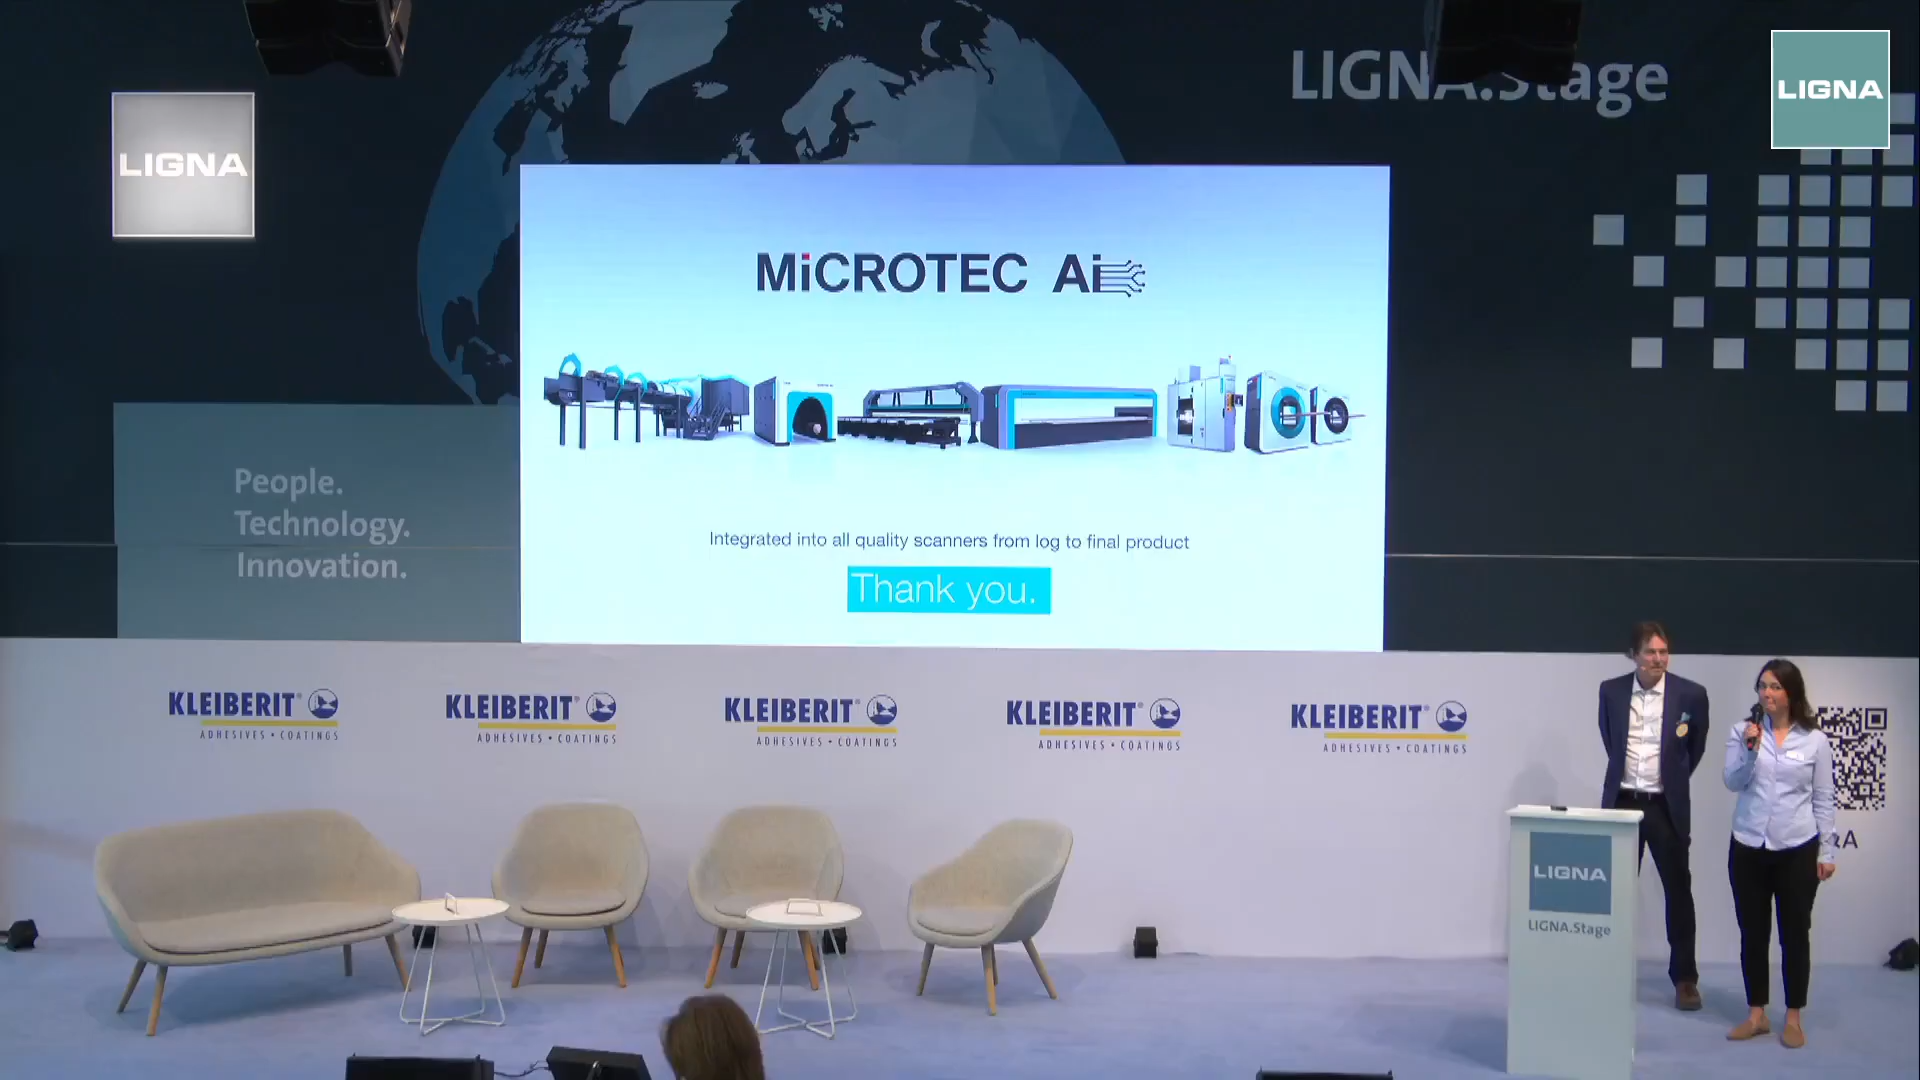 LIGNA.Stage
LIGNA
LIGNA
MiCROTEC Ai
Integrated into all quality scanners from log to final product
Thank you.
People.
Technology.
Innovation.
KLEIBERIT®
ADHESIVES • COATINGS
KLEIBERIT®
ADHESIVES • COATINGS
KLEIBERIT®
ADHESIVES • COATINGS
KLEIBERIT®
ADHESIVES • COATINGS
KLEIBERIT®
ADHESIVES • COATINGS
LIGNA
LIGNA.Stage